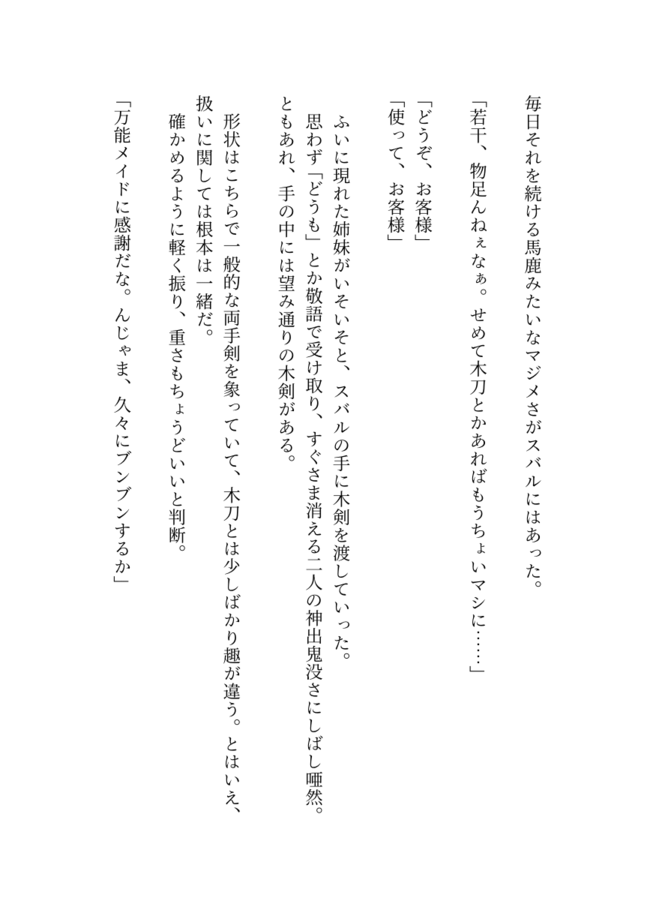 毎日それを続ける馬鹿みたいなマジメさがスバルにはあった。
「若干、物足んねぇなぁ。せめて木刀とかあればもうちょいマシに……」
「どうぞ、お客様」
「使って、お客様」
　ふいに現れた姉妹がいそいそと、スバルの手に木剣を渡していった。
　思わず「どうも」とか敬語で受け取り、すぐさま消える二人の神出鬼没さにしばし唖然。
ともあれ、手の中には望み通りの木剣がある。
　形状はこちらで一般的な両手剣を象っていて、木刀とは少しばかり趣が違う。とはいえ、
扱いに関しては根本は一緒だ。
　確かめるように軽く振り、重さもちょうどいいと判断。
「万能メイドに感謝だな。んじゃま、久々にブンブンするか」